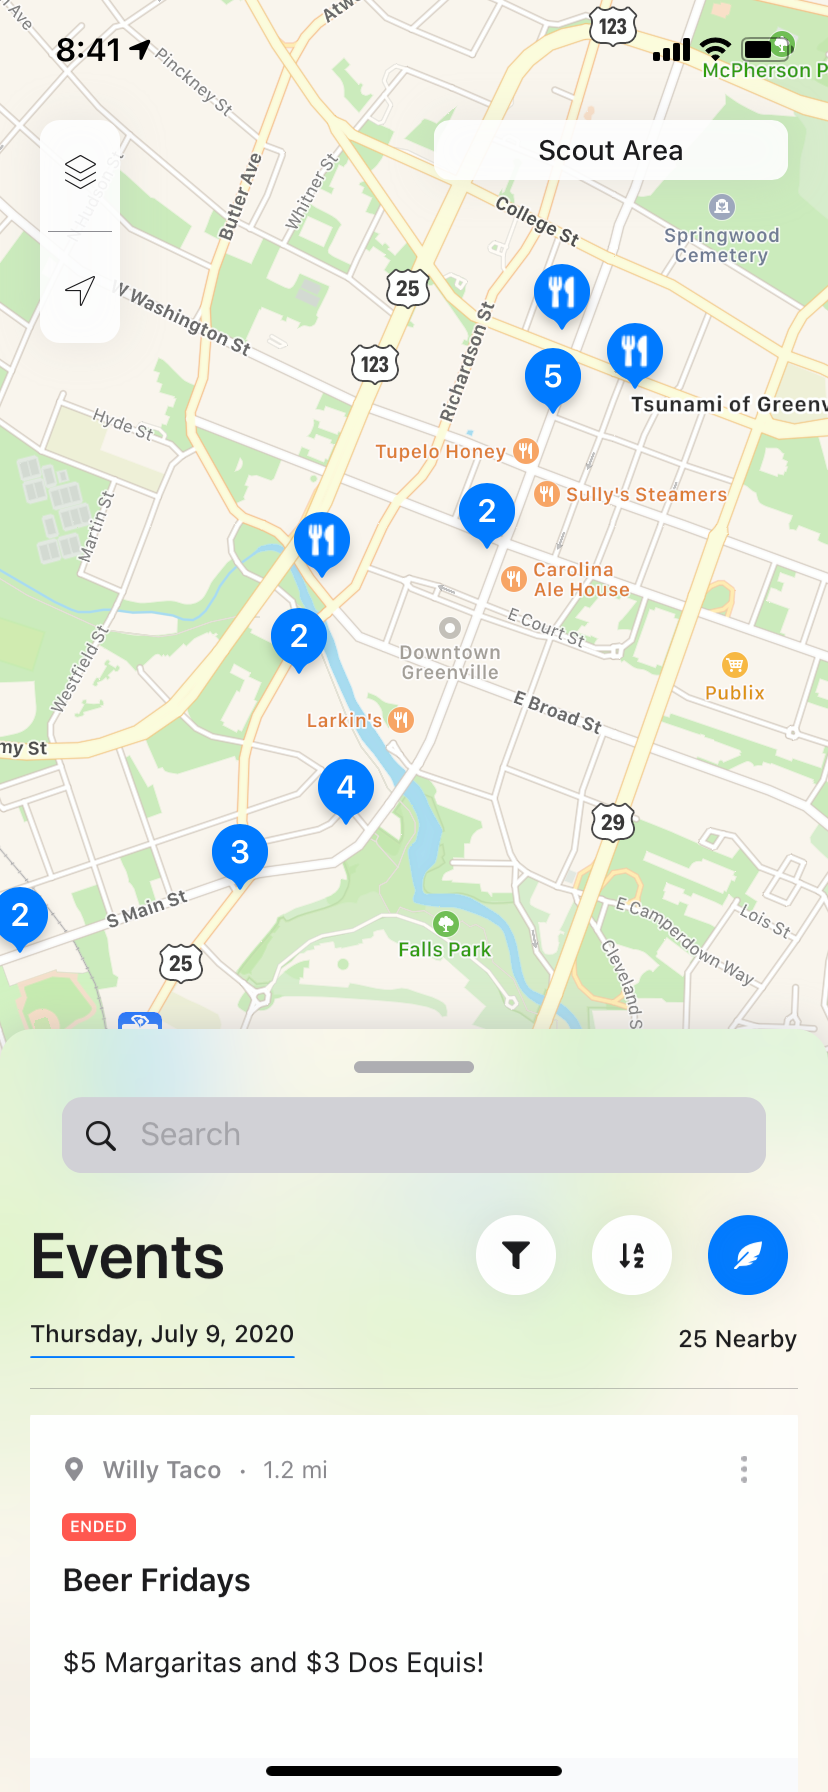 8:41
Atw
123
McPherson P
Pinckney St
Scout Area
Butler Ave
Whitner St
College St
Springwood
Cemetery
25
W Washington St
123
Richardson St
5
Tsunami of Greenv
Hyde St
Tupelo Honey
Sully's Steamers
2
Martin St
Carolina
Ale House
E Court St
2
Downtown
Greenville
Westfield St
Publix
E Broad St
Larkin's
my St
4
29
3
2
S Main St
E Camperdown Way
Lois St
Falls Park
Cleveland S
25
Search
Events
A
Z
Thursday, July 9, 2020
25 Nearby
Willy Taco · 1.2 mi
ENDED
Beer Fridays
$5 Margaritas and $3 Dos Equis!